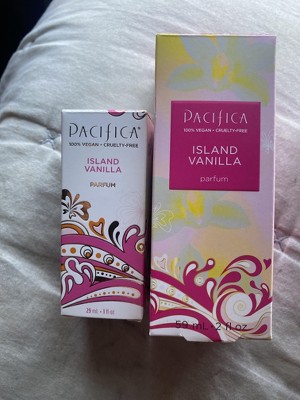 PACIFICA®
100% VEGAN • CRUELTY-FREE
ISLAND
VANILLA
PARFUM
29 mL • 1 fl oz
PACIFICA
100% VEGAN • CRUELTY-FREE
ISLAND
VANILLA
parfum
59 mL • 2 fl oz